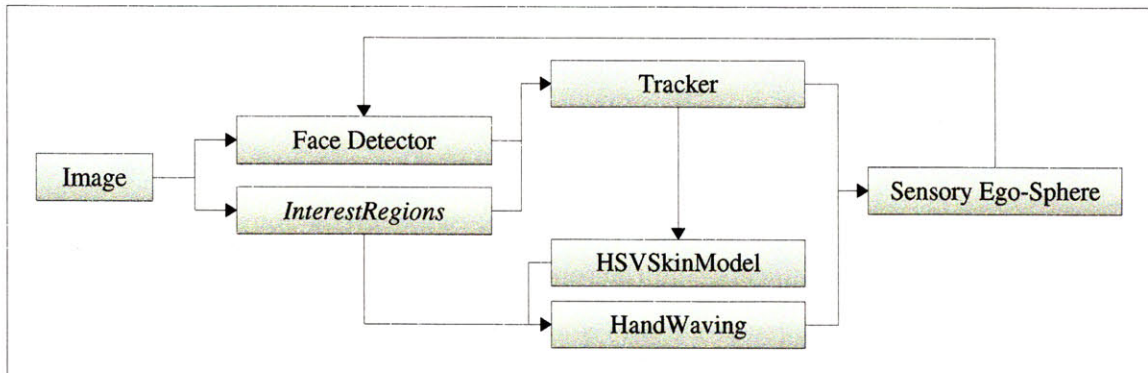 Tracker
Face Detector
Image
Sensory Ego-Sphere
InterestRegions
HSVSkinModel
HandWaving